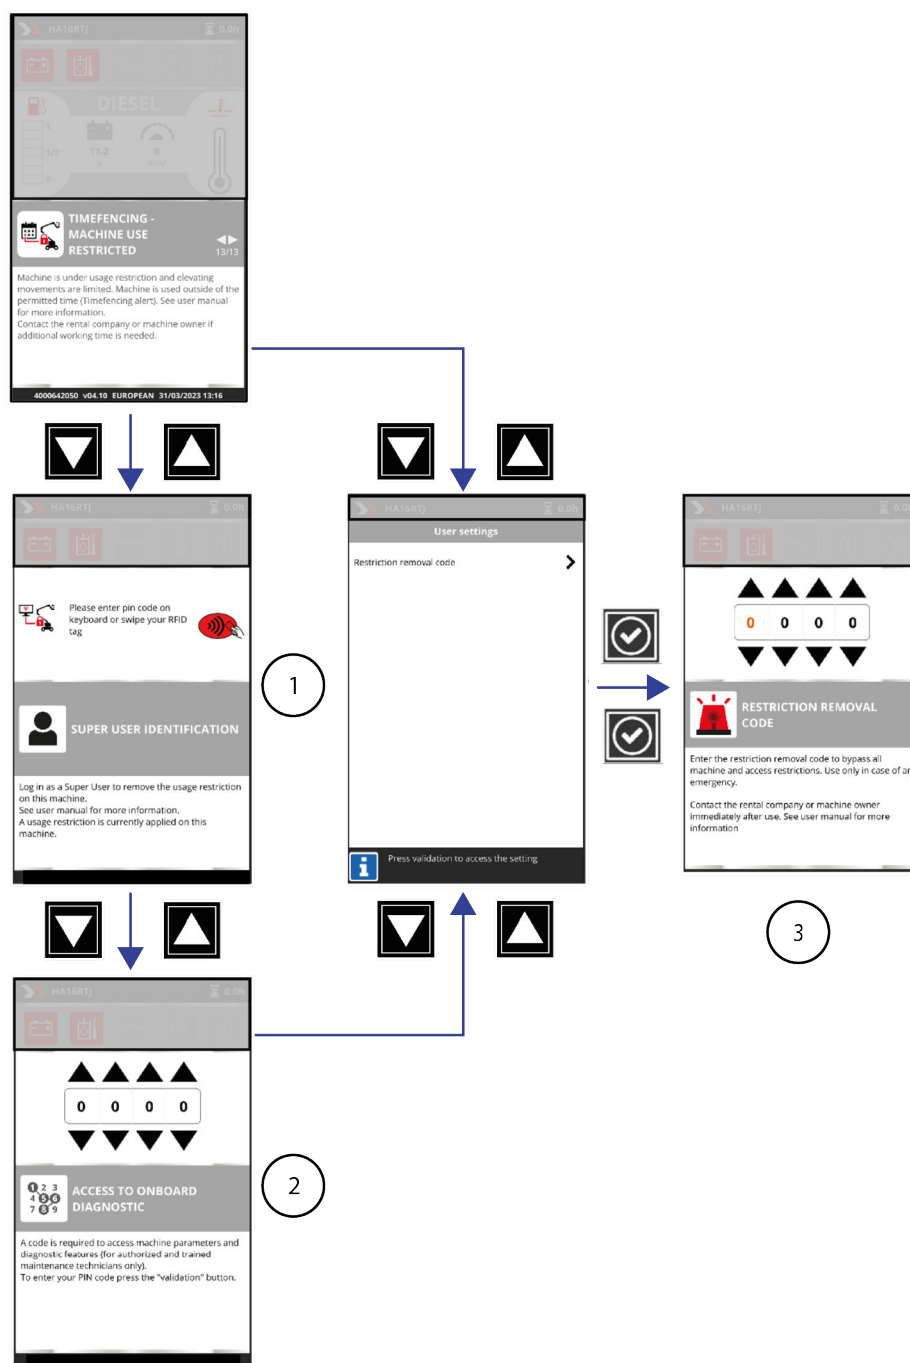 HA16RTJ 0.0h
DIESEL
1
1/2
0
11.2
V
0
RPM
TIMEFENCING -
MACHINE USE
RESTRICTED
13/13
Machine is under usage restriction and elevating
movements are limited. Machine is used outside of the
permitted time (Timefencing alert). See user manual
for more information.
Contact the rental company or machine owner if
additional working time is needed.
4000642050 v04.10 EUROPEAN 31/03/2023 13:16
HA16RTJ 0.0h
Please enter pin code on
keyboard or swipe your RFID
tag
SUPER USER IDENTIFICATION
Log in as a Super User to remove the usage restriction
on this machine.
See user manual for more information.
A usage restriction is currently applied on this
machine.
1
HA16RTJ 0.0h
User settings
Restriction removal code
Press validation to access the setting
HA16RTJ 0.0h
0 0 0 0
RESTRICTION REMOVAL
CODE
Enter the restriction removal code to bypass all
machine and access restrictions. Use only in case of an
emergency.
Contact the rental company or machine owner
immediately after use. See user manual for more
information
3
HA16RTJ 0.0h
0 0 0 0
1 2 3
4 5 6
7 8 9
ACCESS TO ONBOARD
DIAGNOSTIC
A code is required to access machine parameters and
diagnostic features (for authorized and trained
maintenance technicians only).
To enter your PIN code press the "validation" button.
2